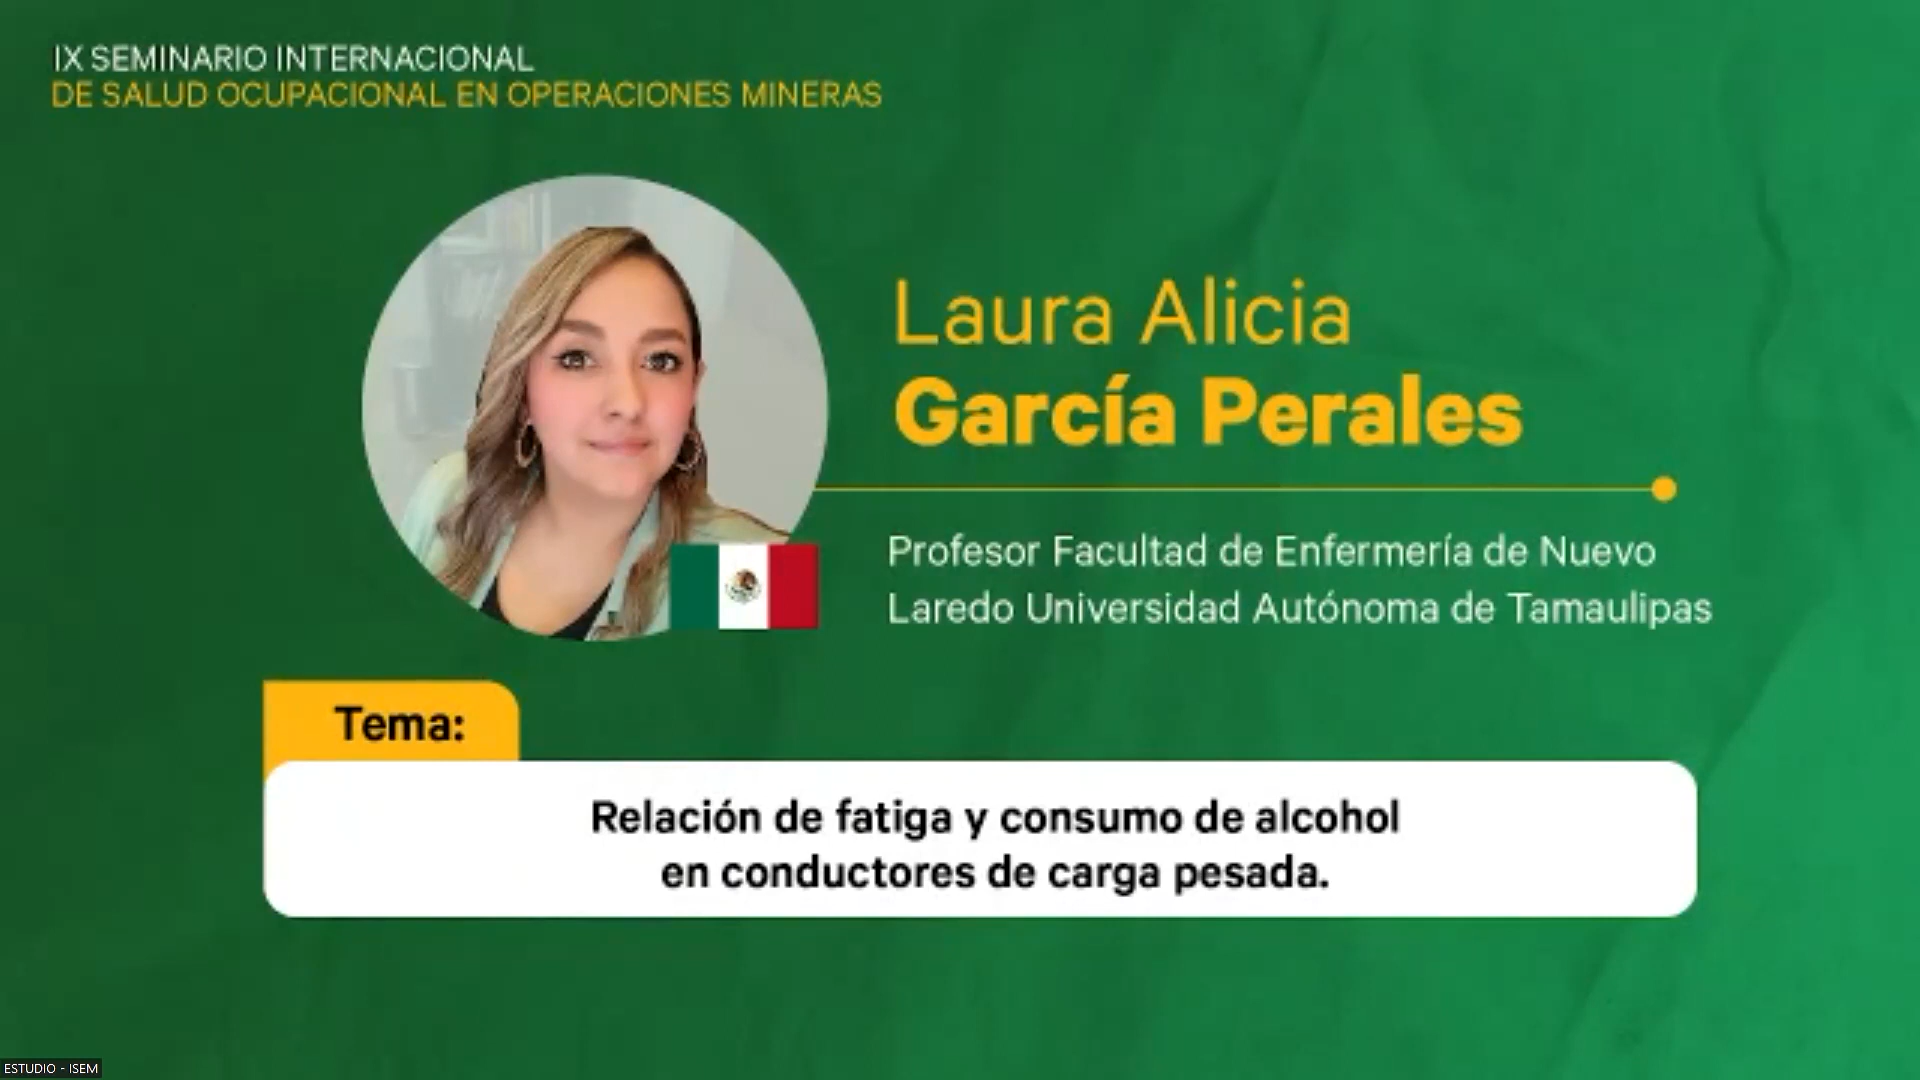 IX SEMINARIO INTERNACIONAL
DE SALUD OCUPACIONAL EN OPERACIONES MINERAS
Laura Alicia
García Perales
Profesor Facultad de Enfermería de Nuevo
Laredo Universidad Autónoma de Tamaulipas
Tema:
Relación de fatiga y consumo de alcohol
en conductores de carga pesada.
ESTUDIO - ISEM